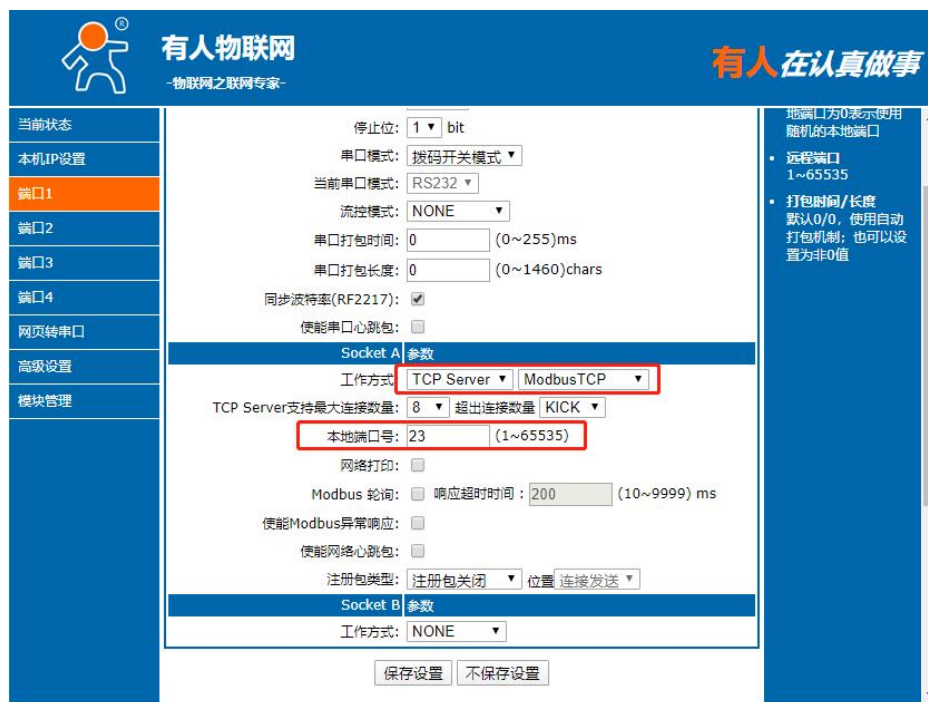 ®
有人物联网
-物联网之联网专家-
有人在认真做事
当前状态
本机IP设置
端口1
端口2
端口3
端口4
网页转串口
高级设置
模块管理
停止位: 1 bit
串口模式: 拨码开关模式
当前串口模式: RS232
流控模式: NONE
串口打包时间: 0 (0~255)ms
串口打包长度: 0 (0~1460)chars
同步波特率(RF2217):
使能串口心跳包:
Socket A 参数
工作方式 TCP Server ModbusTCP
TCP Server支持最大连接数量: 8 超出连接数量 KICK
本地端口号: 23 (1~65535)
网络打印:
Modbus 轮询: 响应超时时间: 200 (10~9999) ms
使能Modbus异常响应:
使能网络心跳包:
注册包类型: 注册包关闭 位置 连接发送
Socket B 参数
工作方式: NONE
保存设置 不保存设置
地端口为0表示使用
随机的本地端口
• 远程端口
1~65535
• 打包时间/长度
默认0/0，使用自动
打包机制；也可以设
置为非0值